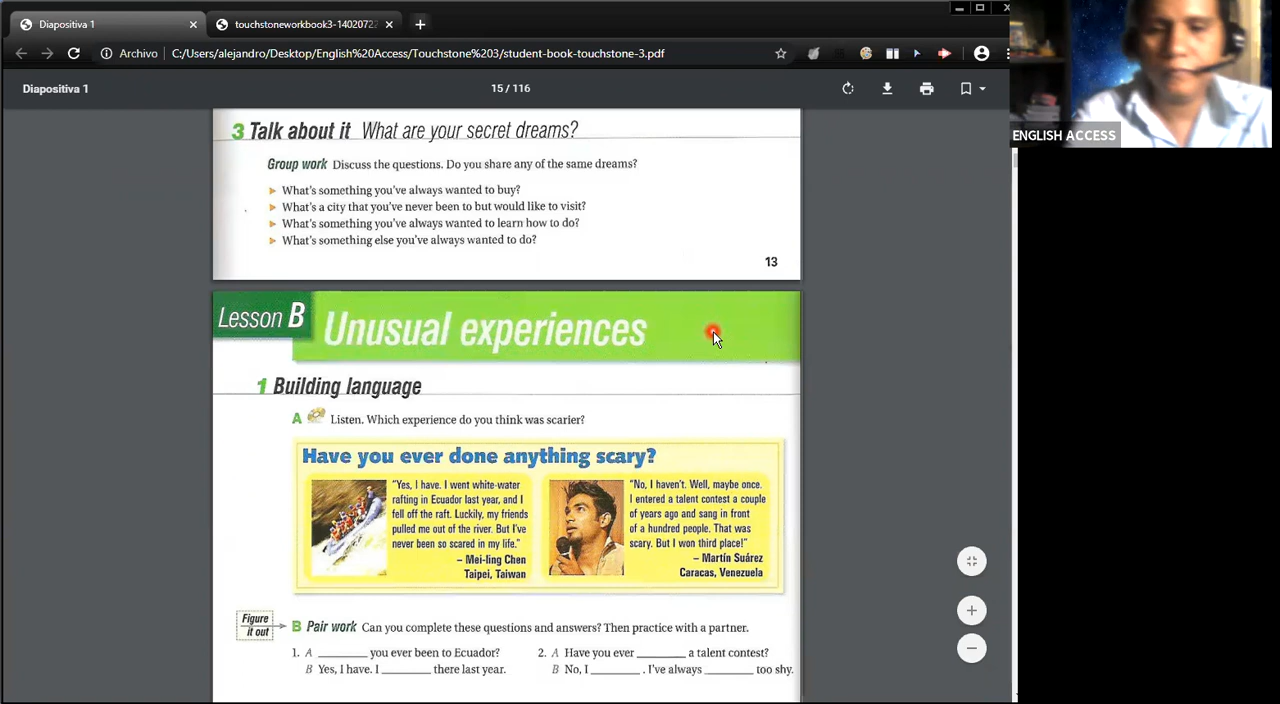 Diapositiva 1
touchstoneworkbook3-14020722
Archivo
C:/Users/alejandro/Desktop/English%20Access/Touchstone%203/student-book-touchstone-3.pdf
Diapositiva 1
15 / 116
ENGLISH ACCESS
3 Talk about it What are your secret dreams?
Group work Discuss the questions. Do you share any of the same dreams?
What's something you've always wanted to buy?
What's a city that you've never been to but would like to visit?
What's something you've always wanted to learn how to do?
What's something else you've always wanted to do?
13
Lesson B
Unusual experiences
1 Building language
A Listen. Which experience do you think was scarier?
Have you ever done anything scary?
"Yes, I have. I went white-water
rafting in Ecuador last year, and I
fell off the raft. Luckily, my friends
pulled me out of the river. But I've
never been so scared in my life."
– Mei-ling Chen
Taipei, Taiwan
"No, I haven't. Well, maybe once.
I entered a talent contest a couple
of years ago and sang in front
of a hundred people. That was
scary. But I won third place!"
– Martín Suárez
Caracas, Venezuela
Figure
it out
B Pair work Can you complete these questions and answers? Then practice with a partner.
1. A ________ you ever been to Ecuador?
B Yes, I have. I ________ there last year.
2. A Have you ever ________ a talent contest?
B No, I ________ . I've always ________ too shy.